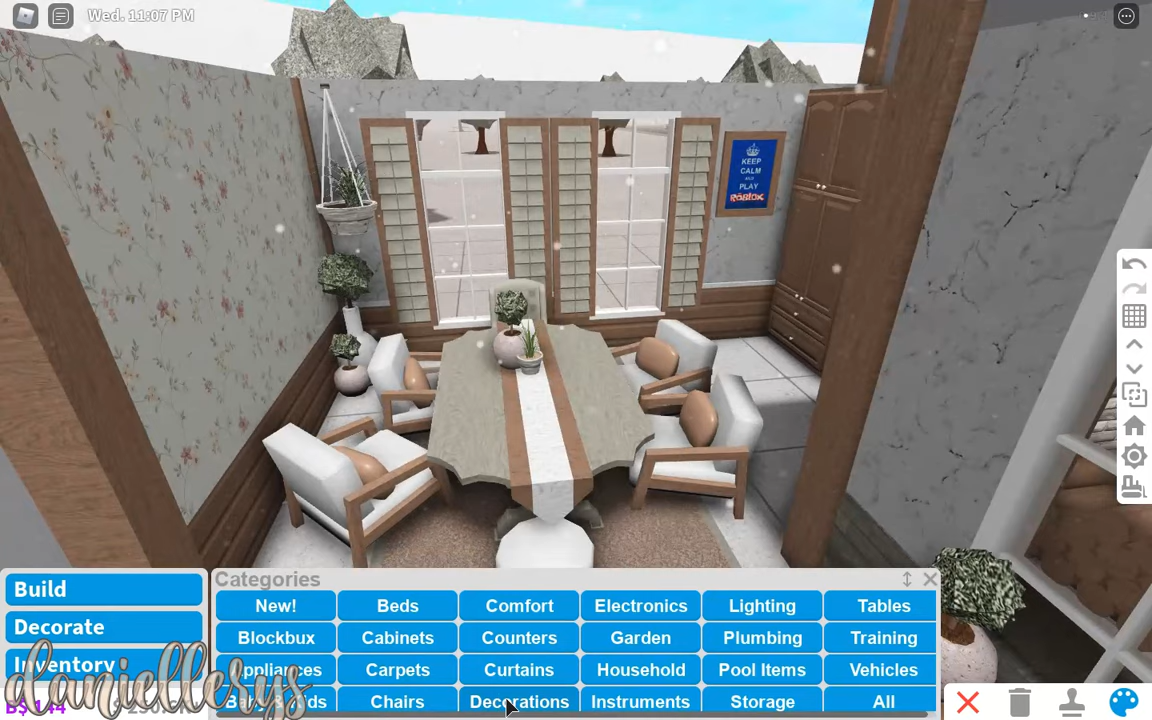 Wed. 11:07 PM
KEEP
CALM
AND
PLAY
ROBLOX
Build
Decorate
Inventory
Categories
New! Beds Comfort Electronics Lighting Tables
Blockbux Cabinets Counters Garden Plumbing Training
Appliances Carpets Curtains Household Pool Items Vehicles
Chairs Decorations Instruments Storage All
daniellerys